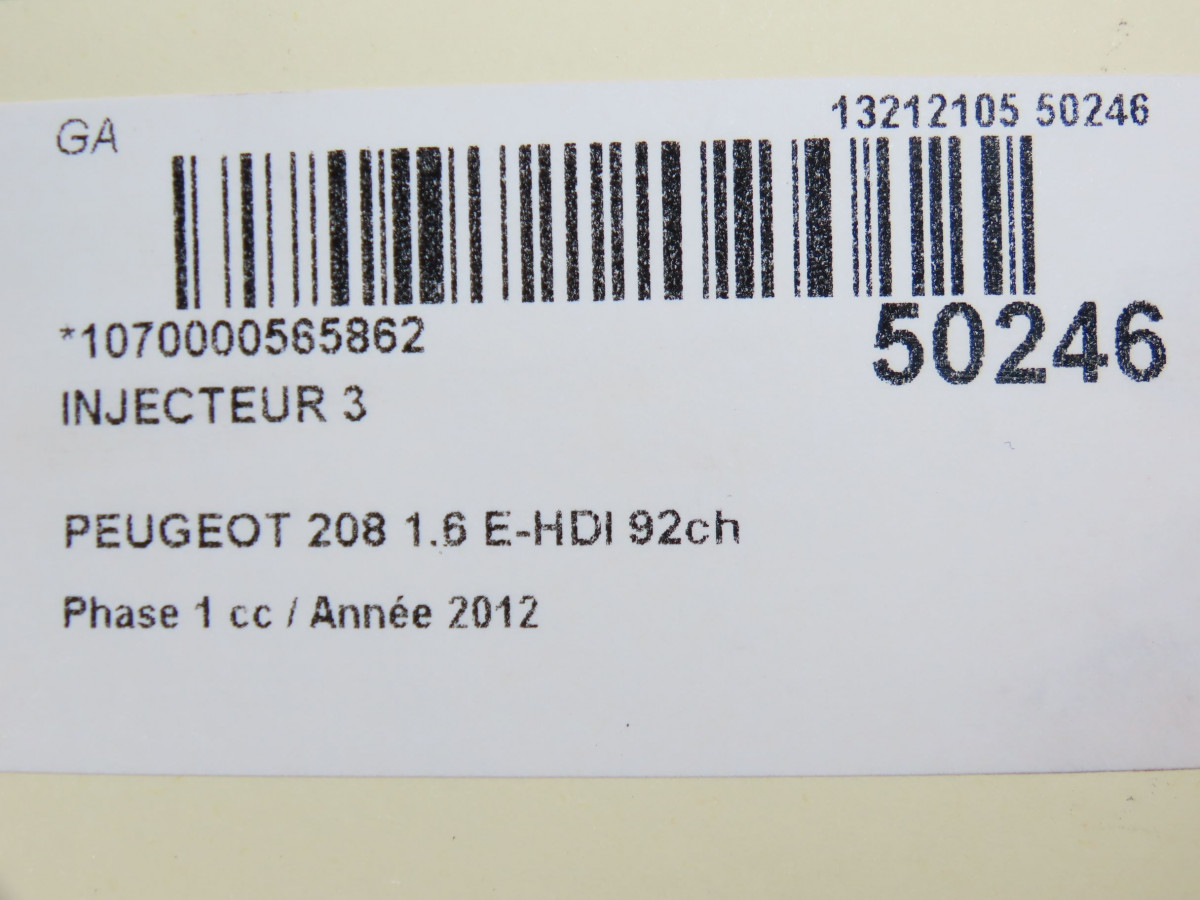 GA
13212105 50246
*1070000565862
50246
INJECTEUR 3
PEUGEOT 208 1.6 E-HDI 92ch
Phase 1 cc / Année 2012